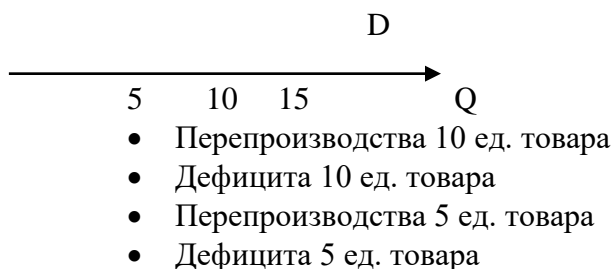 D
5 10 15 Q
• Перепроизводства 10 ед. товара
• Дефицита 10 ед. товара
• Перепроизводства 5 ед. товара
• Дефицита 5 ед. товара